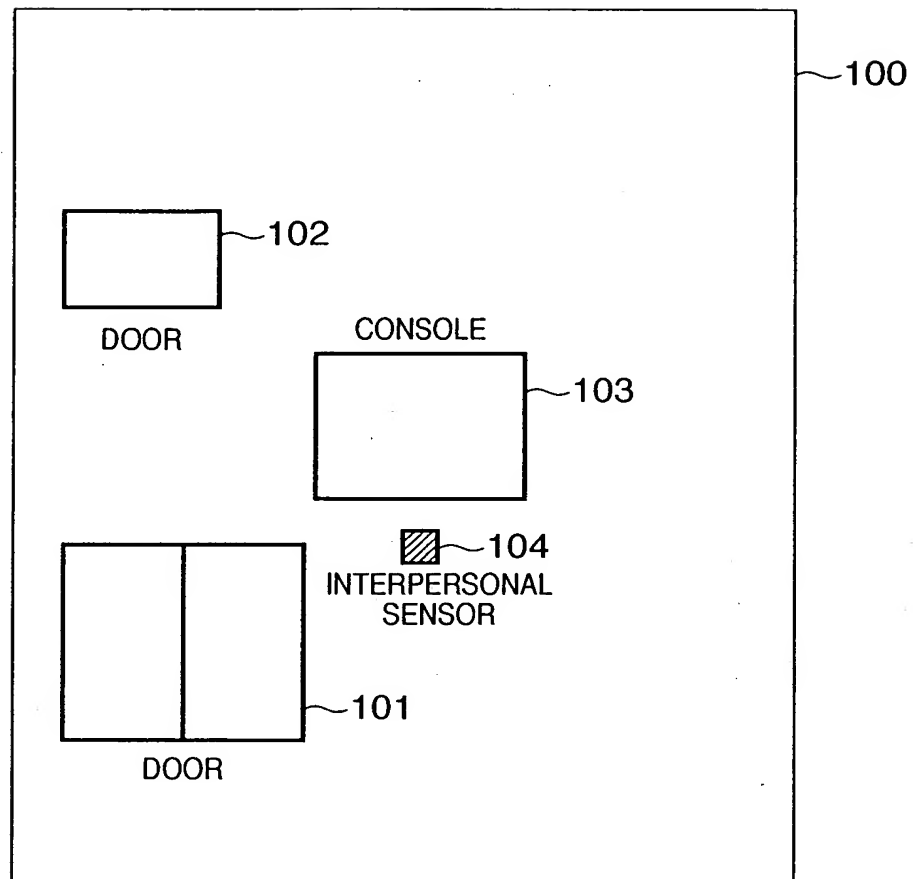 100
102
DOOR
CONSOLE
103
104
INTERPERSONAL
SENSOR
101
DOOR